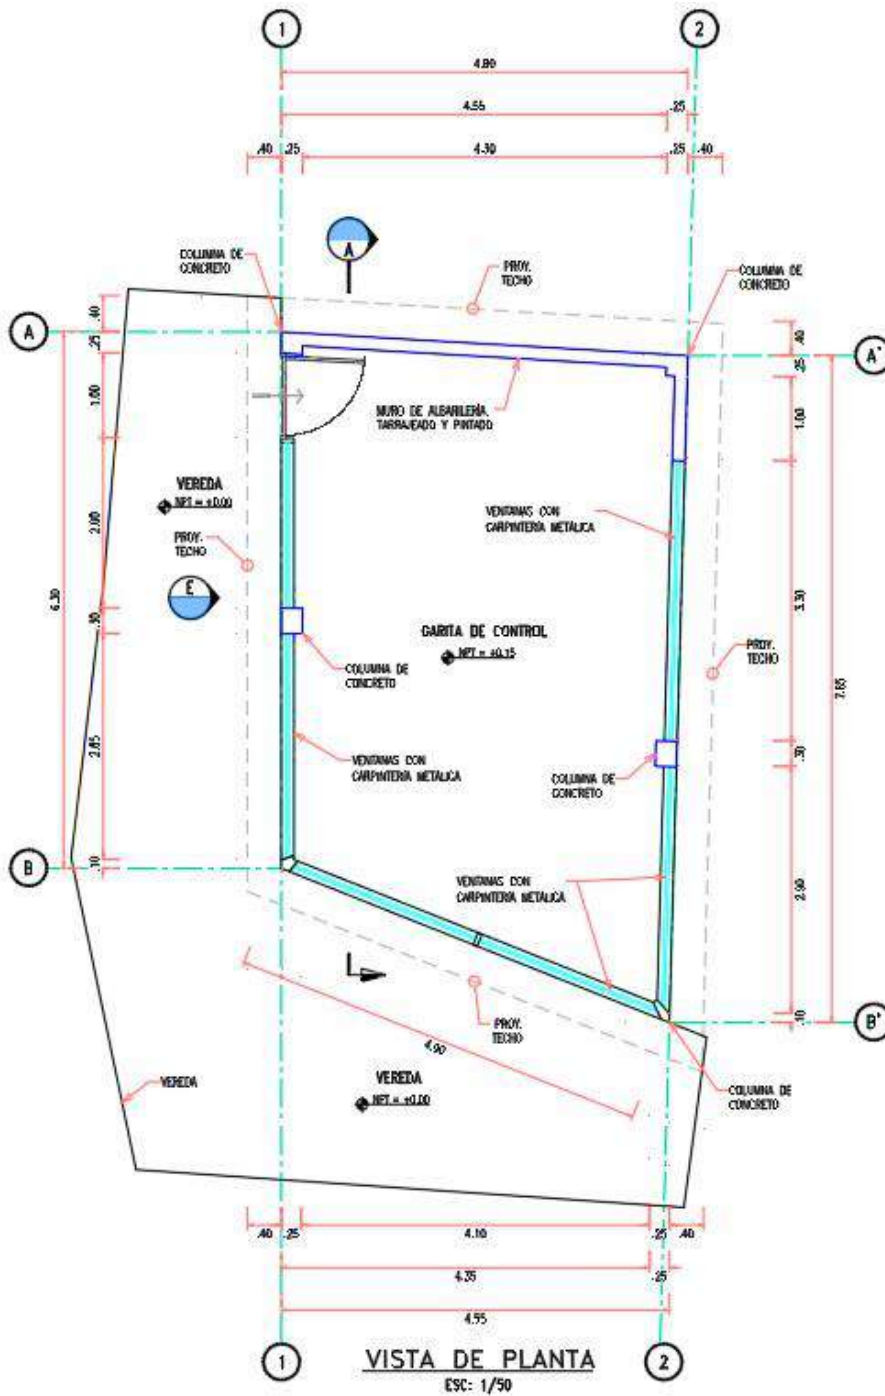 1
2
4.80
4.55
.25
.40
.25
4.30
.25
.40
A
COLUMNA DE
CONCRETO
PROY.
TECHO
COLUMNA DE
CONCRETO
A
A'
.40
.25
1.00
2.00
.30
2.85
.10
6.30
.40
.25
1.00
3.30
.30
2.90
.10
7.85
MURO DE ALBAÑILERÍA
TARRAJEADO Y PINTADO
VEREDA
NPT = +0.00
PROY.
TECHO
E
VENTANAS CON
CARPINTERÍA METÁLICA
GARITA DE CONTROL
NPT = +0.15
COLUMNA DE
CONCRETO
PROY.
TECHO
VENTANAS CON
CARPINTERÍA METÁLICA
COLUMNA DE
CONCRETO
B
VENTANAS CON
CARPINTERÍA METÁLICA
B'
PROY.
TECHO
4.90
VEREDA
VEREDA
NPT = +0.00
COLUMNA DE
CONCRETO
.40
.25
4.10
.25
.40
4.35
.25
4.55
1
2
VISTA DE PLANTA
ESC: 1/50